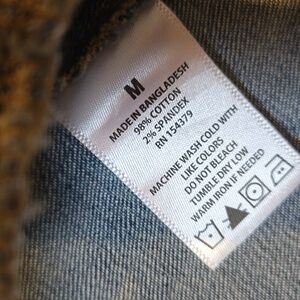 M
MADE IN BANGLADESH
98% COTTON
2% SPANDEX
RN 154379
MACHINE WASH COLD WITH
LIKE COLORS
DO NOT BLEACH
TUMBLE DRY LOW
WARM IRON IF NEEDED